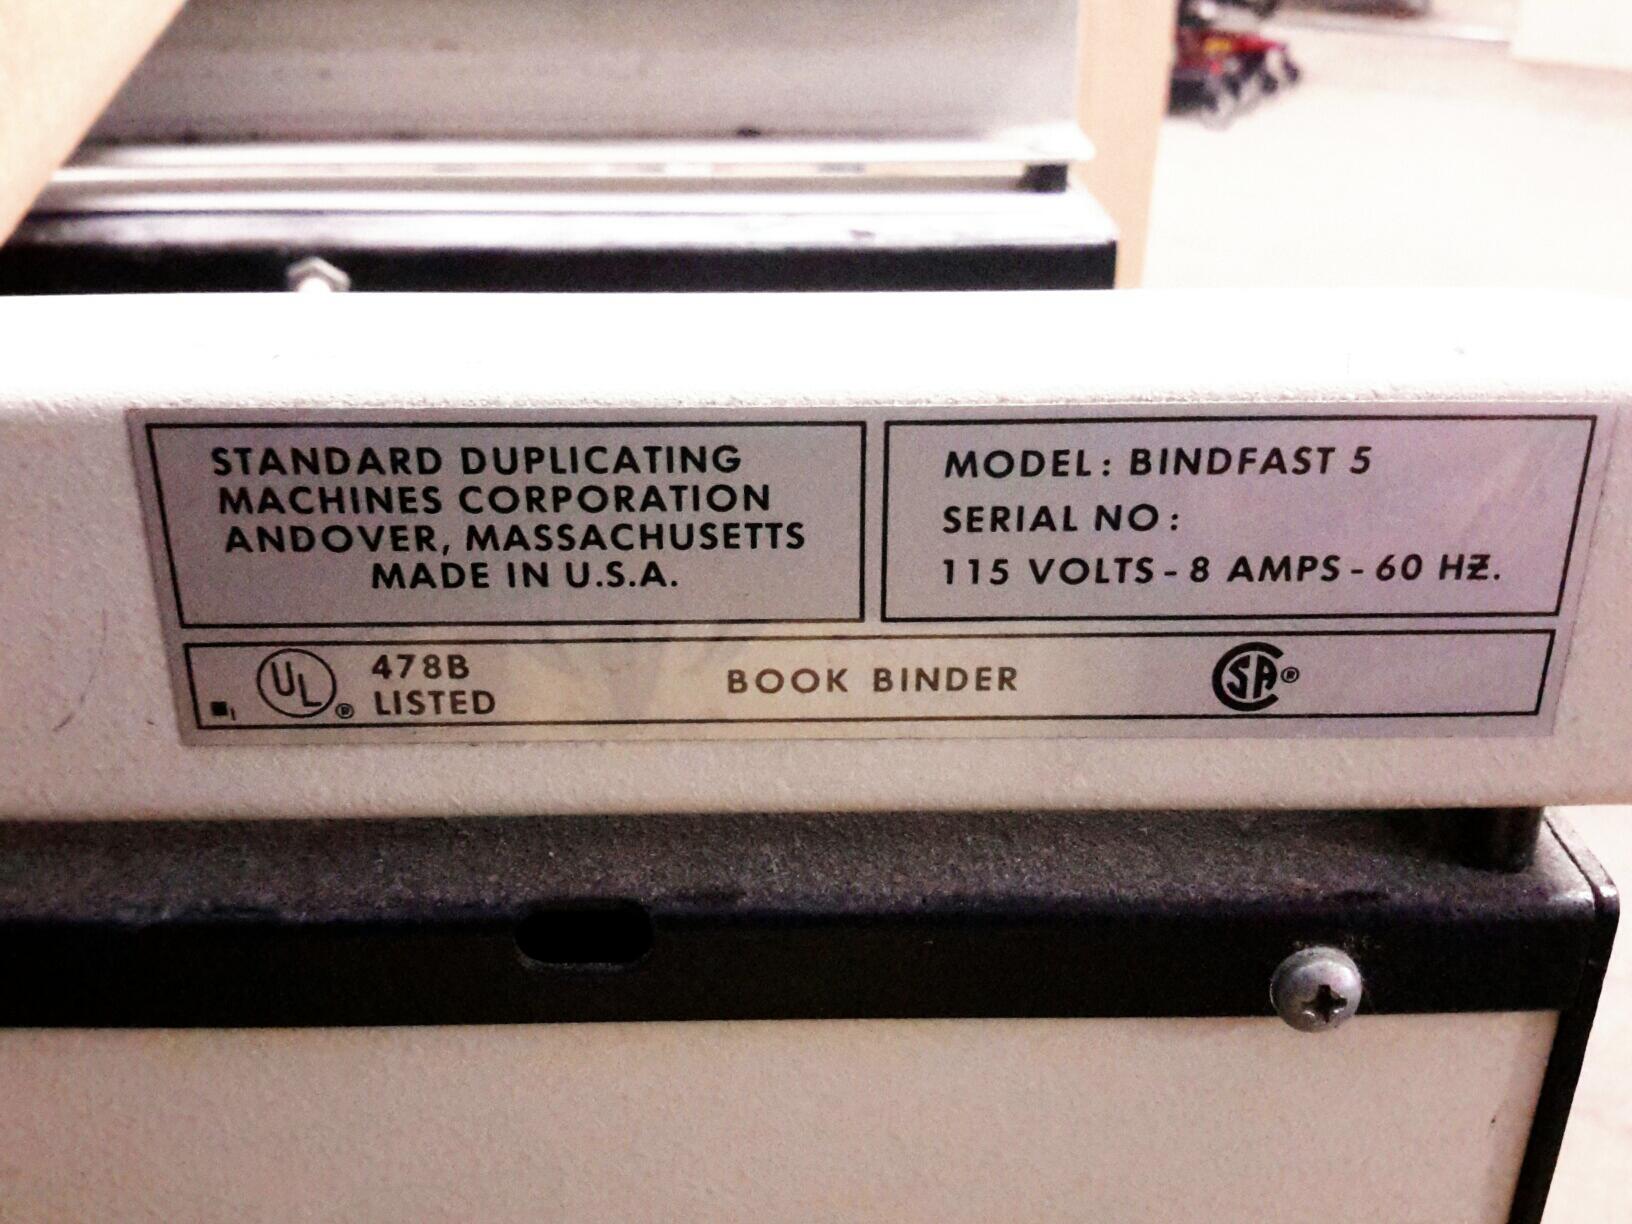 STANDARD DUPLICATING
MACHINES CORPORATION
ANDOVER, MASSACHUSETTS
MADE IN U.S.A.
MODEL: BINDFAST 5
SERIAL NO:
115 VOLTS - 8 AMPS - 60 HZ.
UL®
478B
LISTED
BOOK BINDER
CSA®